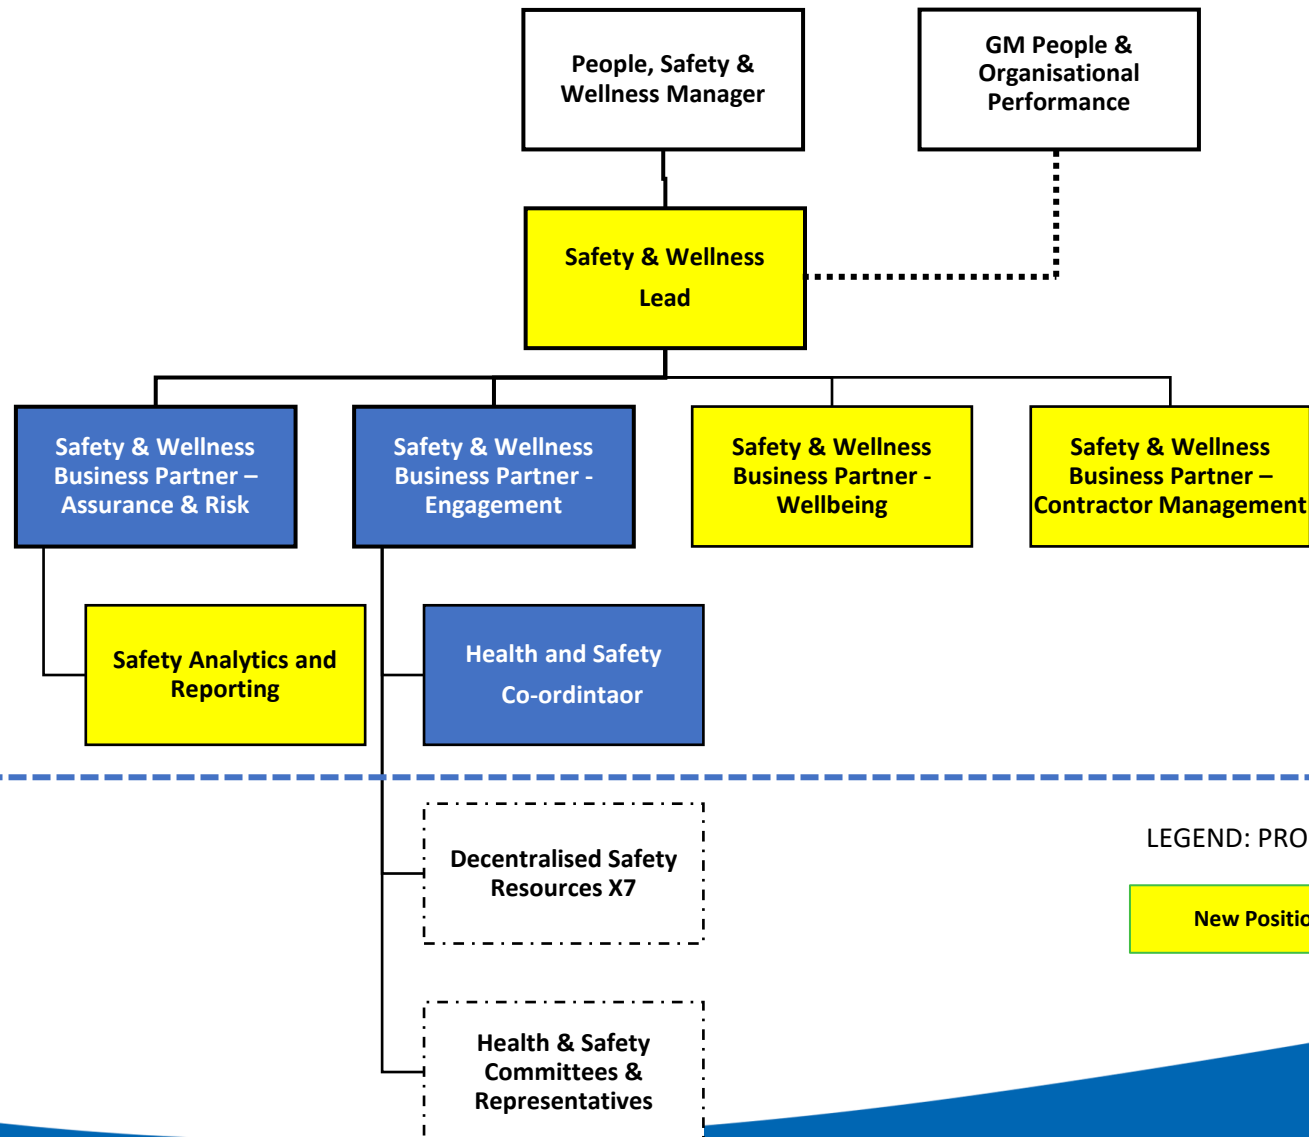 People, Safety &
Wellness Manager
GM People &
Organisational
Performance
Safety & Wellness
Lead
Safety & Wellness
Business Partner –
Assurance & Risk
Safety & Wellness
Business Partner -
Engagement
Safety & Wellness
Business Partner -
Wellbeing
Safety & Wellness
Business Partner –
Contractor Management
Safety Analytics and
Reporting
Health and Safety
Co-ordintaor
Decentralised Safety
Resources X7
LEGEND:
New
Health & Safety
Committees &
Representatives